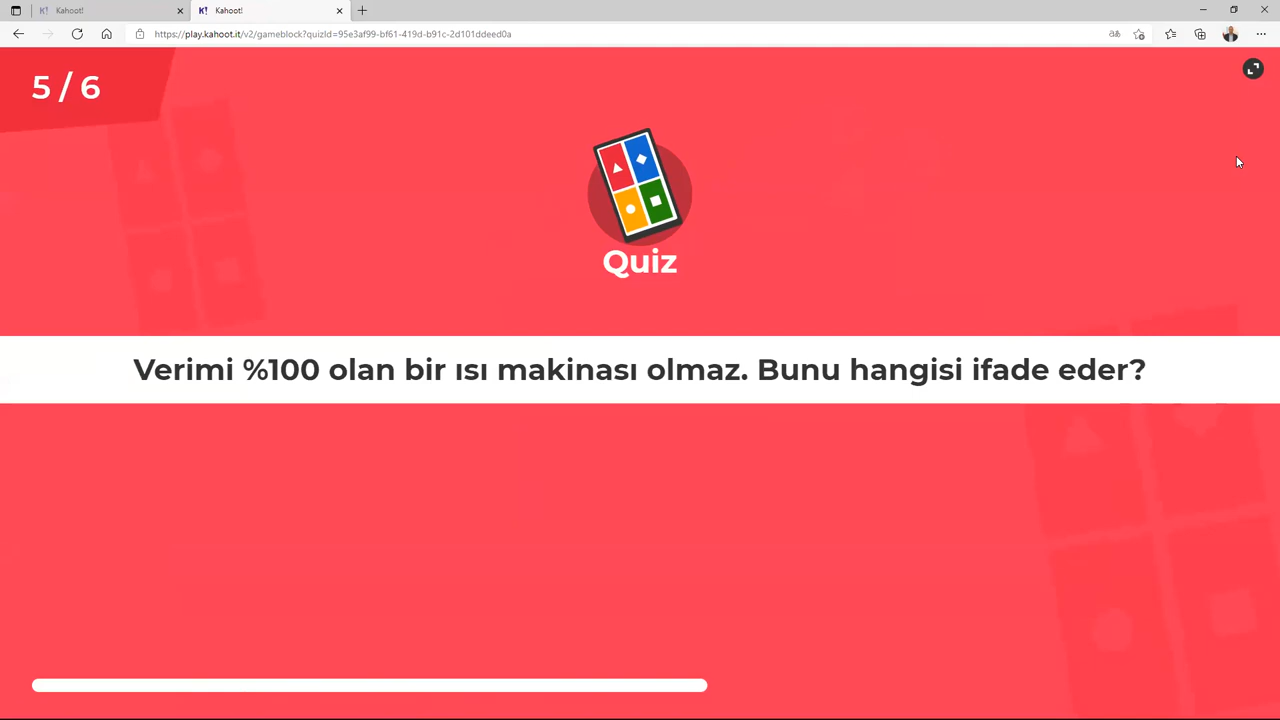 Kahoot!
Kahoot!
https://play.kahoot.it/v2/gameblock?quizId=95e3af99-bf61-419d-b91c-2d101ddeed0a
5 / 6
Quiz
Verimi %100 olan bir ısı makinası olmaz. Bunu hangisi ifade eder?